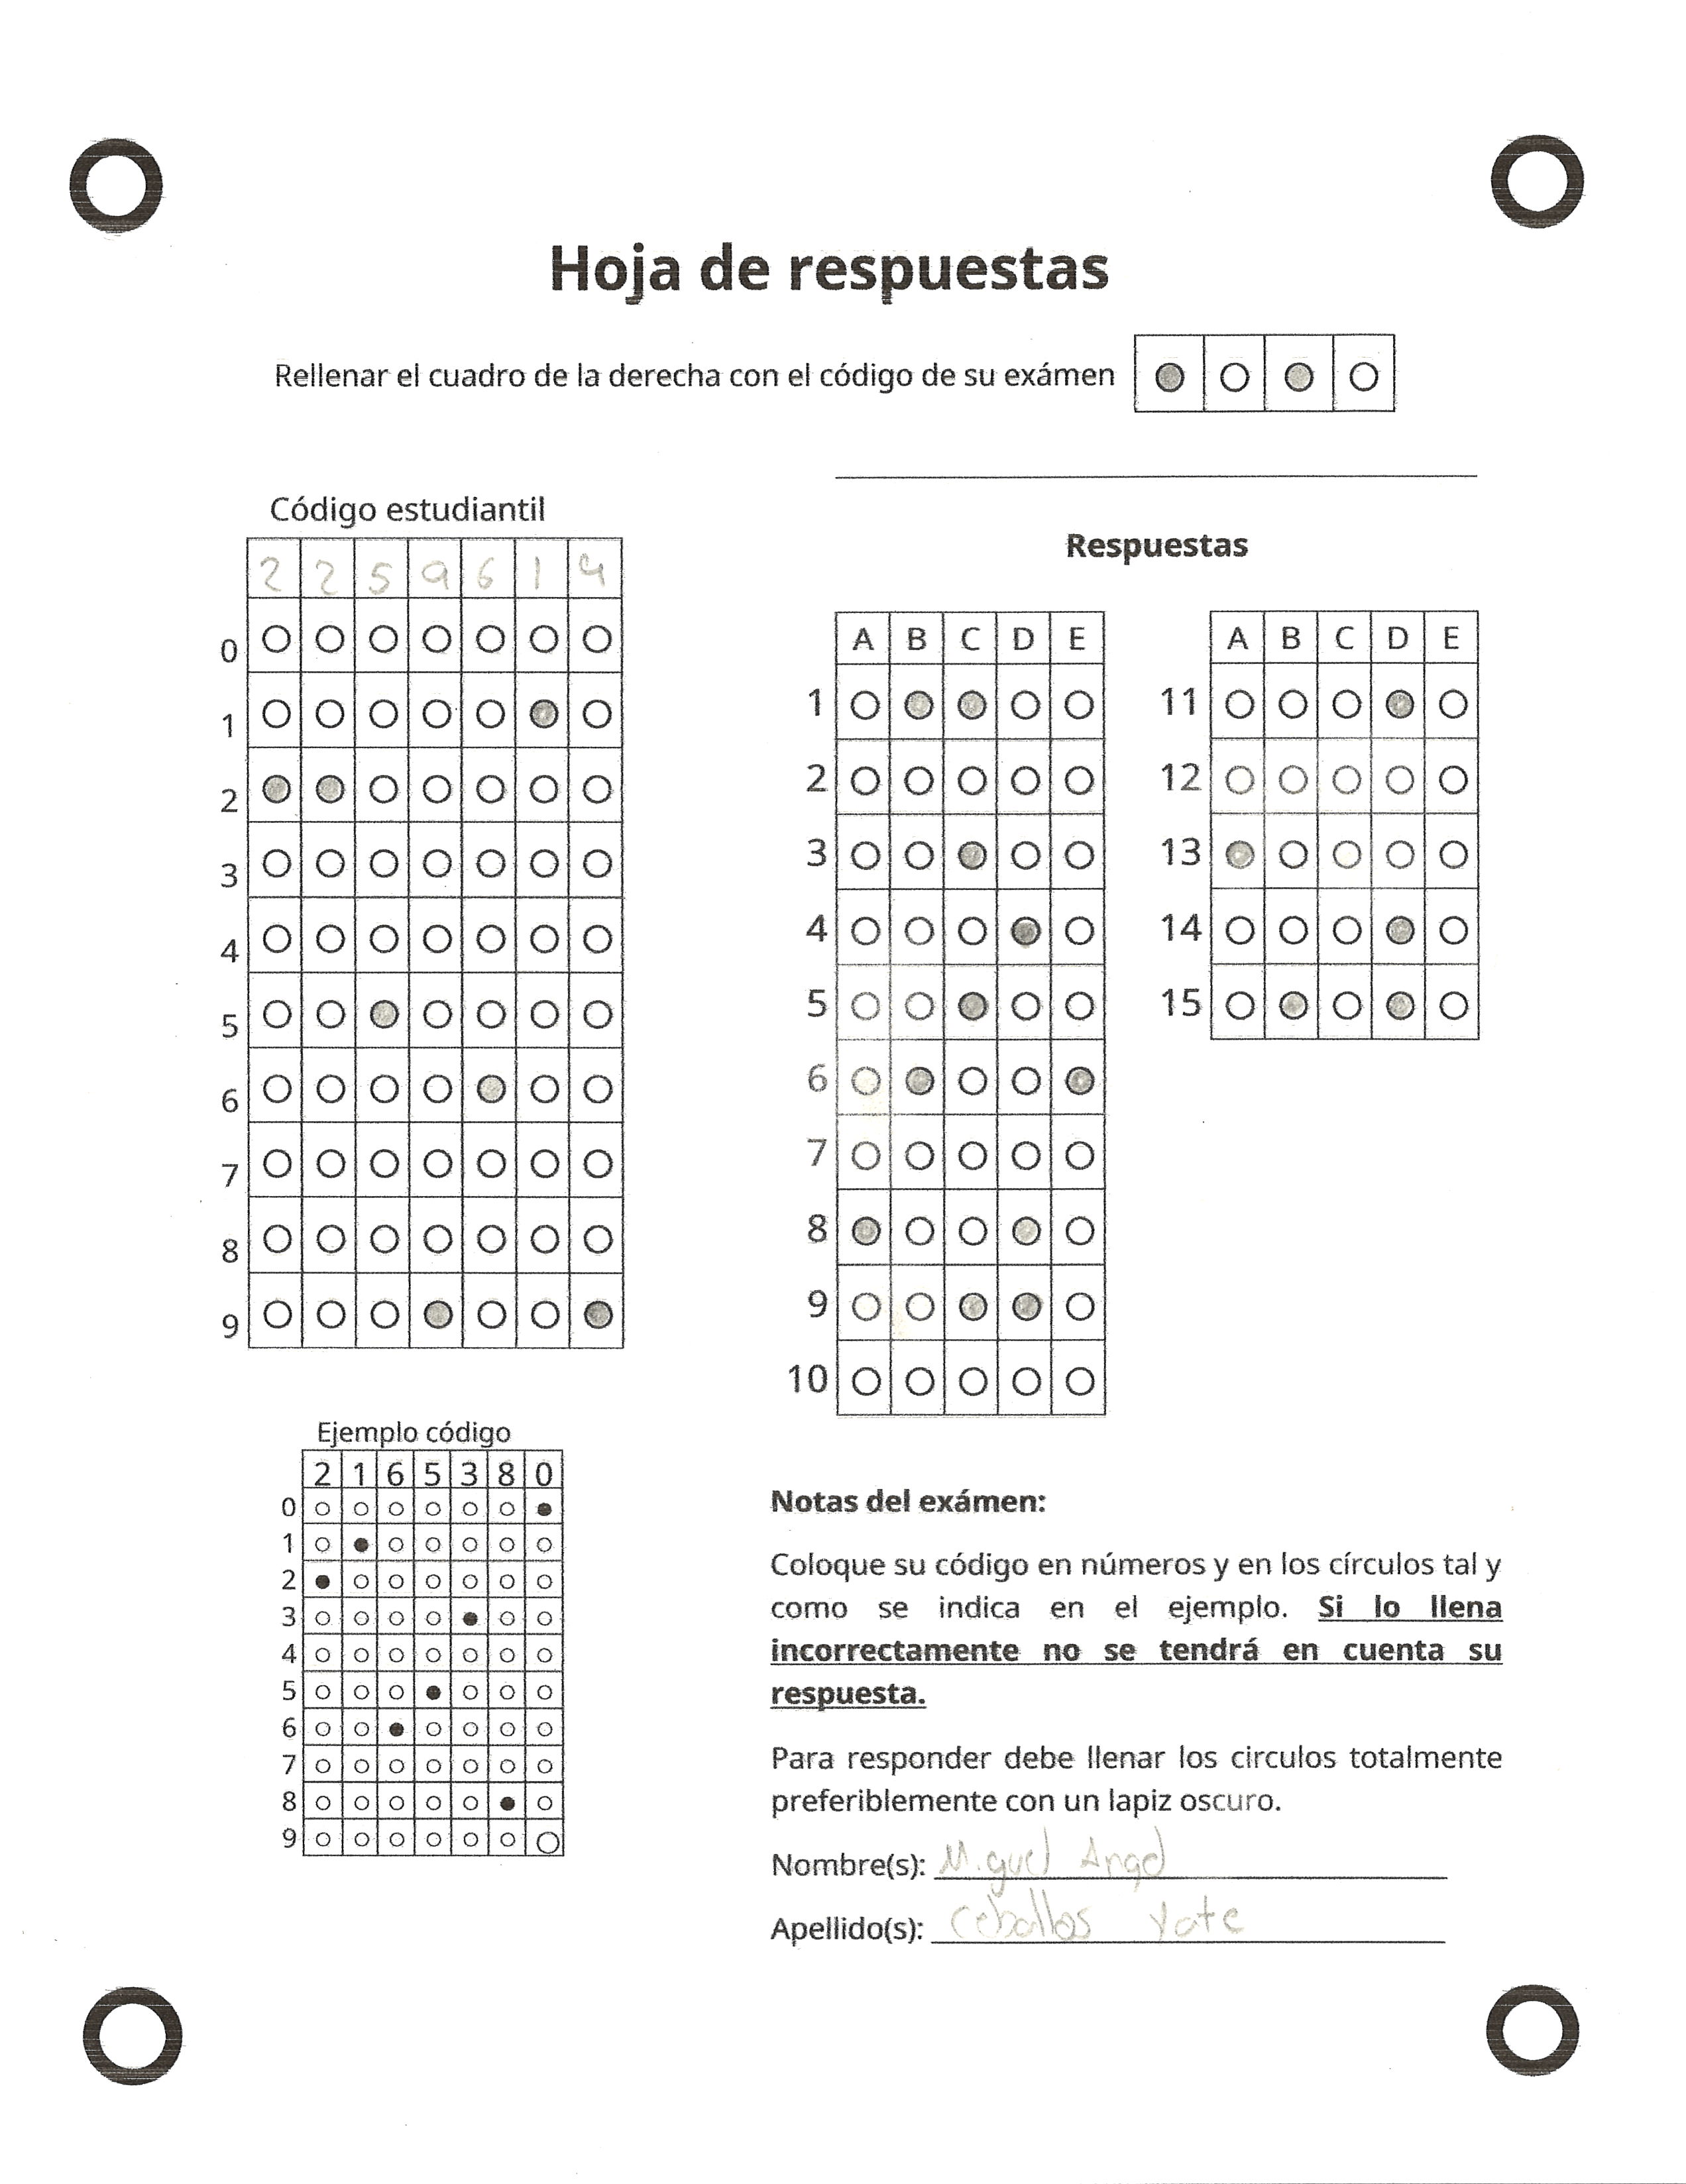 Hoja de respuestas
Rellenar el cuadro de la derecha con el código de su exámen
Código estudiantil
2 2 5 9 6 1 9
0
1
2
3
4
5
6
7
8
9
Respuestas
A B C D E
1
2
3
4
5
6
7
8
9
10
A B C D E
11
12
13
14
15
Ejemplo código
2 1 6 5 3 8 0
0
1
2
3
4
5
6
7
8
9
Notas del exámen:
Coloque su código en números y en los círculos tal y
como se indica en el ejemplo. Si lo llena
incorrectamente no se tendrá en cuenta su
respuesta.
Para responder debe llenar los circulos totalmente
preferiblemente con un lapiz oscuro.
Nombre(s): Miguel Angel
Apellido(s): Ceballos Yate